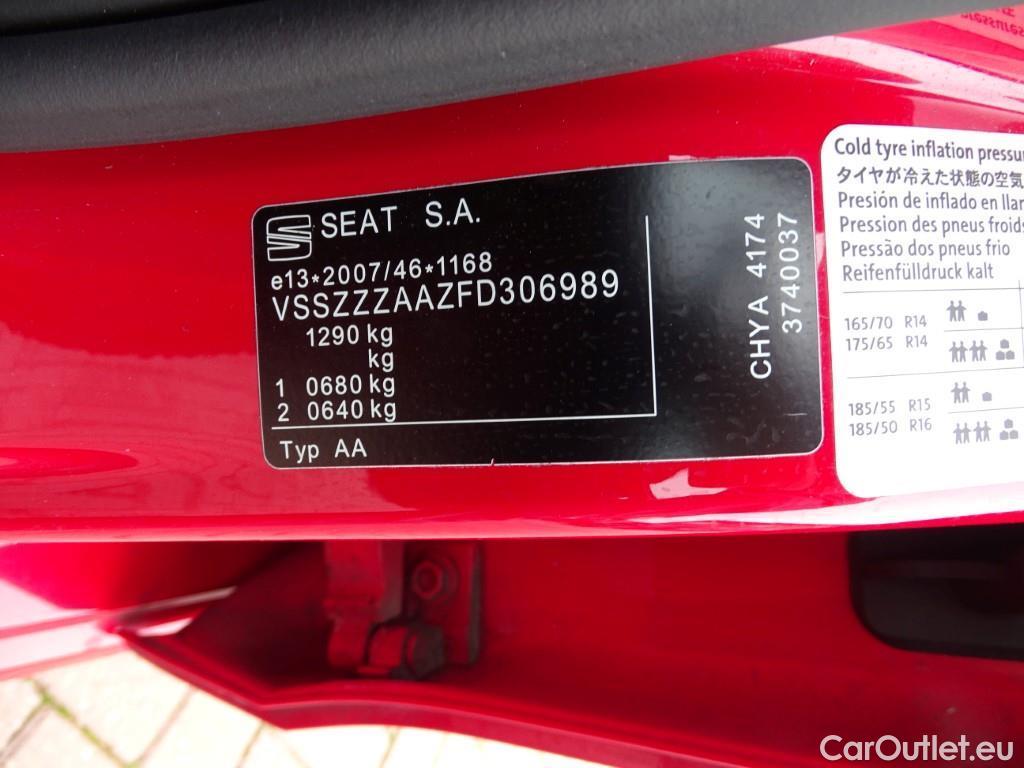 SEAT S.A.
e13*2007/46*1168
VSSZZZAAZFD306989
1290 kg
kg
1 0680 kg
2 0640 kg
Typ AA
CHYA 4174
3740037
Cold tyre inflation
タイヤが冷えた状態の空気
Presión de inflado en
Pression des pneus froids
Pressão dos pneus frio
Reifenfülldruck kalt
165/70 R14
175/65 R14
185/55 R15
185/50 R16
CarOutlet.eu